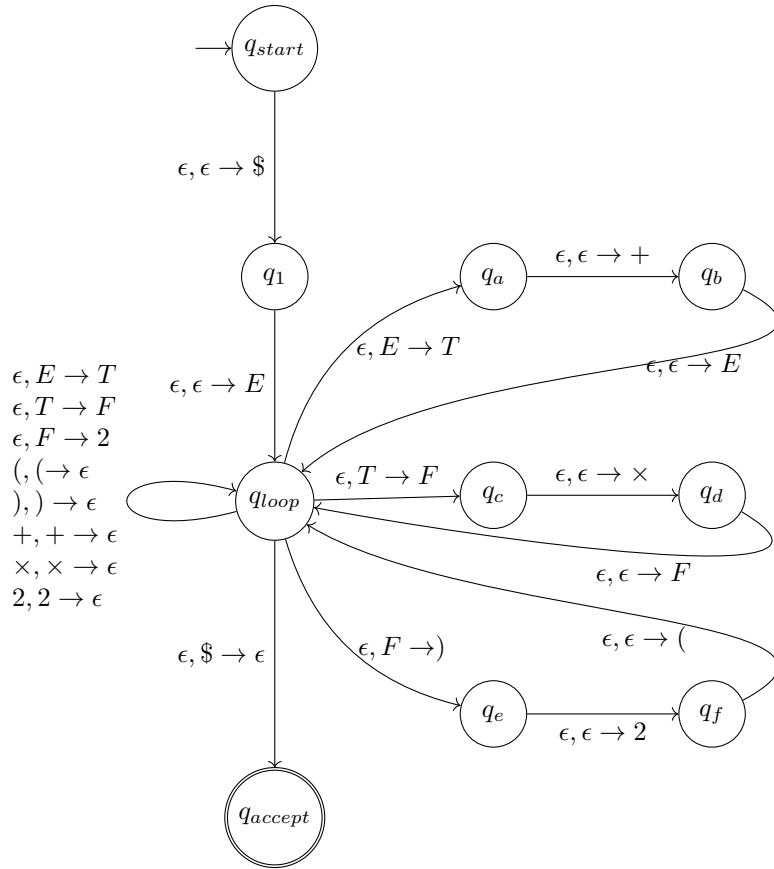 q_start
ϵ, ϵ → $
q_1
q_a
ϵ, ϵ → +
q_b
ϵ, E → T
ϵ, ϵ → E
ϵ, ϵ → E
ϵ, E → T
ϵ, T → F
ϵ, F → 2
(, (→ ϵ
), ) → ϵ
+, + → ϵ
×, × → ϵ
2, 2 → ϵ
q_loop
ϵ, T → F
q_c
ϵ, ϵ → ×
q_d
ϵ, ϵ → F
ϵ, ϵ → (
ϵ, $ → ϵ
ϵ, F →)
q_e
ϵ, ϵ → 2
q_f
q_accept